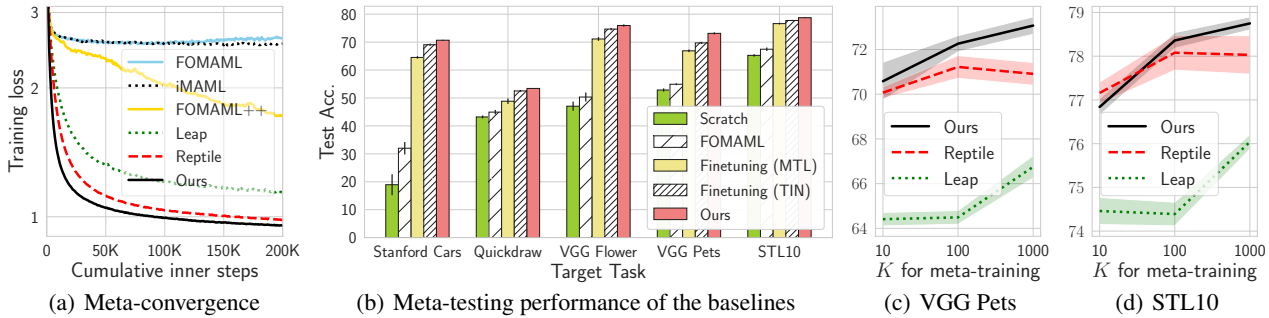 Training loss
3
2
1
0
50K
100K
150K
200K
Cumulative inner steps
FOMAML
iMAML
FOMAML++
Leap
Reptile
Ours
(a) Meta-convergence
Test Acc.
80
70
60
50
40
30
20
10
0
Stanford Cars
Quickdraw
VGG Flower
VGG Pets
STL10
Target Task
Scratch
FOMAML
Finetuning (MTL)
Finetuning (TIN)
Ours
(b) Meta-testing performance of the baselines
72
70
68
66
64
10
100
1000
K for meta-training
Ours
Reptile
Leap
(c) VGG Pets
79
78
77
76
75
74
10
100
1000
K for meta-training
Ours
Reptile
Leap
(d) STL10